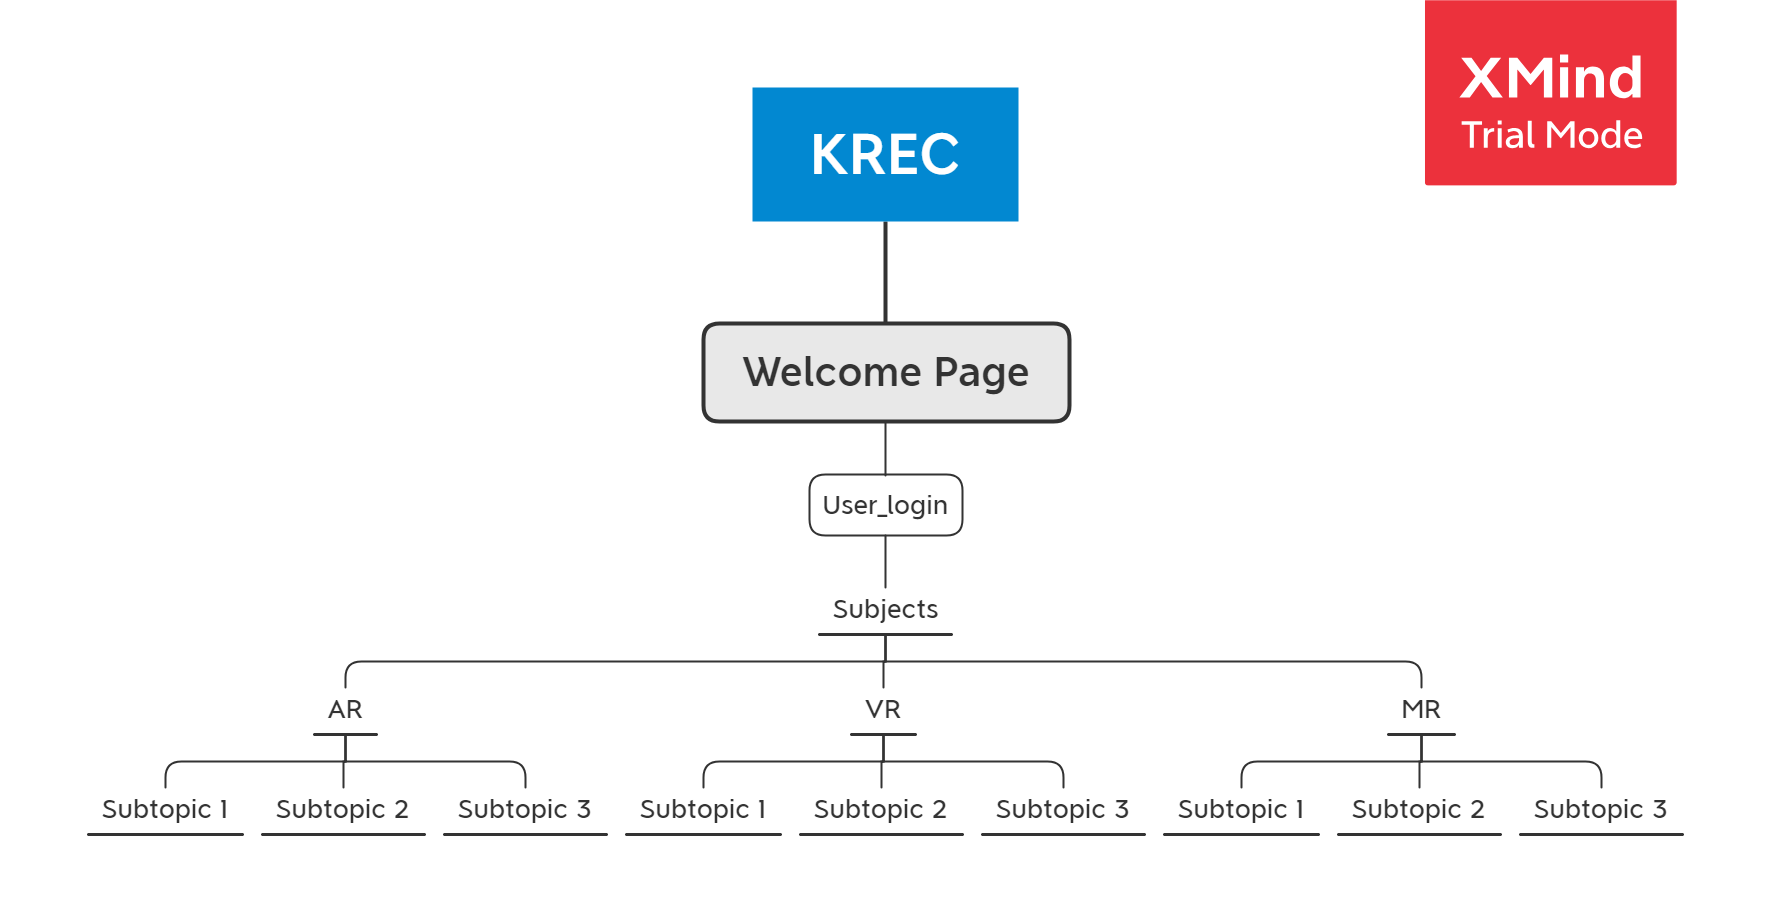 XMind
Trial Mode
KREC
Welcome Page
User_login
Subjects
AR
VR
MR
Subtopic 1
Subtopic 2
Subtopic 3
Subtopic 1
Subtopic 2
Subtopic 3
Subtopic 1
Subtopic 2
Subtopic 3